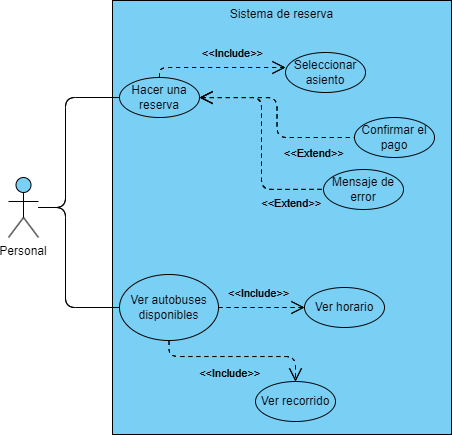 Sistema de reserva
<<Include>>
Seleccionar
asiento
Hacer una
reserva
Confirmar el
pago
<<Extend>>
Mensaje de
error
<<Extend>>
Personal
Ver autobuses
disponibles
<<Include>>
Ver horario
<<Include>>
Ver recorrido